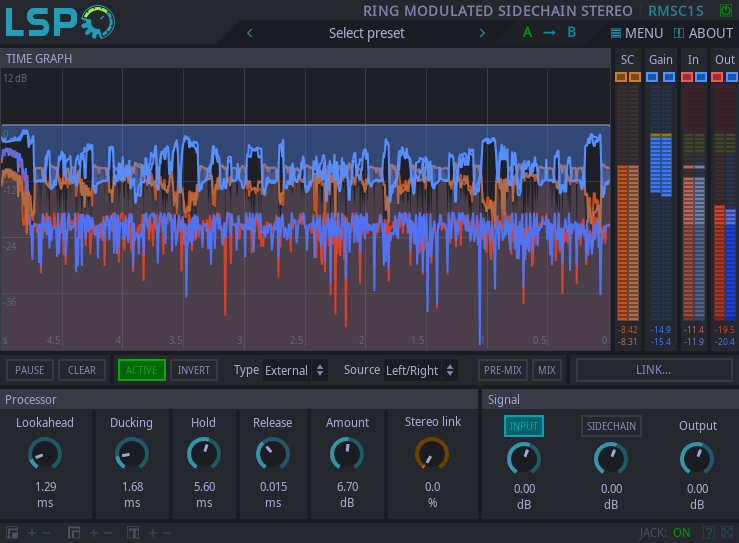 LSP
RING MODULATED SIDECHAIN STEREO RMSC1S
Select preset A B MENU ABOUT
TIME GRAPH
SC Gain In Out
12 dB
0
-12
-24
-36
s 4.5 4 3.5 3 2.5 2 1.5 1 0.5 0
-8.42 -14.9 -11.4 -19.5
-8.31 -15.4 -11.9 -20.4
PAUSE CLEAR ACTIVE INVERT Type External Source Left/Right PRE-MIX MIX LINK...
Processor Signal
Lookahead Ducking Hold Release Amount Stereo link INPUT SIDECHAIN Output
1.29 1.68 5.60 0.015 6.70 0.0 0.00 0.00 0.00
ms ms ms ms dB % dB dB dB
JACK: ON